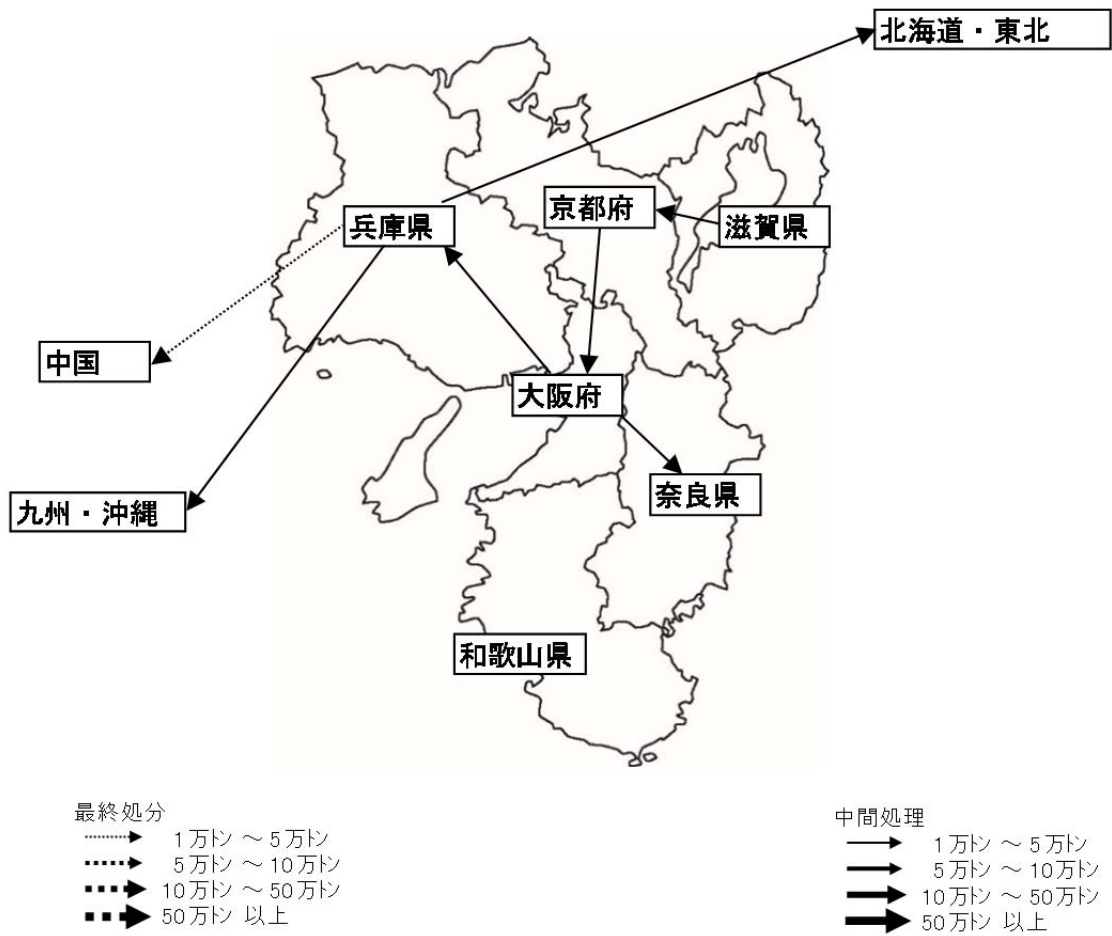 北海道・東北
京都府
兵庫県
滋賀県
中国
大阪府
奈良県
九州・沖縄
和歌山県
最終処分
1万トン ～ 5万トン
5万トン ～ 10万トン
10万トン ～ 50万トン
50万トン 以上
中間処理
1万トン ～ 5万トン
5万トン ～ 10万トン
10万トン ～ 50万トン
50万トン 以上